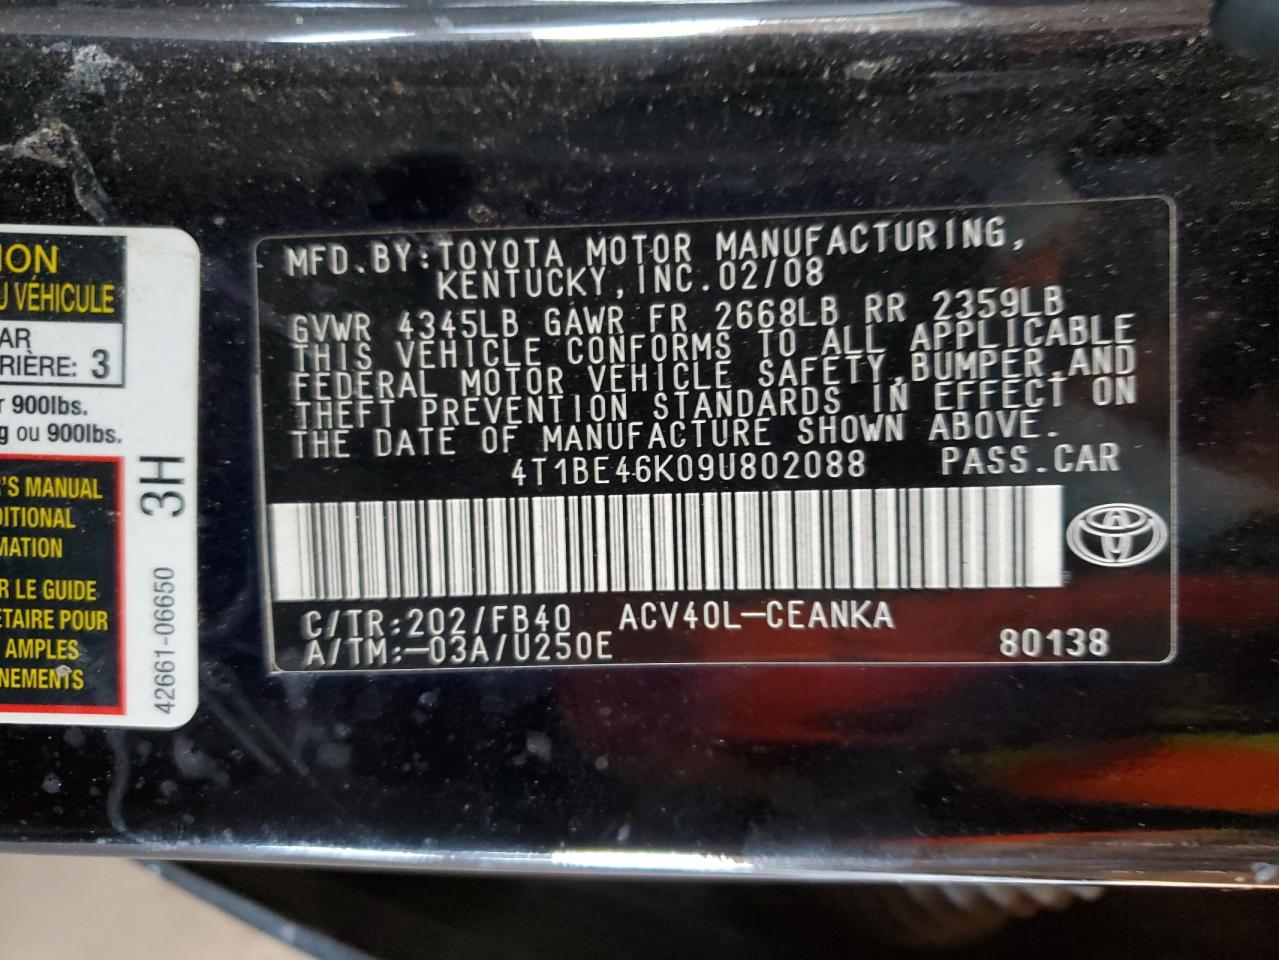 ION
U VÉHICULE
AR
RIÈRE: 3
r 900lbs.
g ou 900lbs.
'S MANUAL
DITIONAL
MATION
R LE GUIDE
ÉTAIRE POUR
AMPLES
NEMENTS
3H
42661-06650
MFD.BY:TOYOTA MOTOR MANUFACTURING,
KENTUCKY,INC.02/08
GVWR 4345LB GAWR FR 2668LB RR 2359LB
THIS VEHICLE CONFORMS TO ALL APPLICABLE
FEDERAL MOTOR VEHICLE SAFETY,BUMPER,AND
THEFT PREVENTION STANDARDS IN EFFECT ON
THE DATE OF MANUFACTURE SHOWN ABOVE.
4T1BE46K09U802088 PASS.CAR
C/TR:202/FB40 ACV40L-CEANKA
A/TM:-03A/U250E 80138